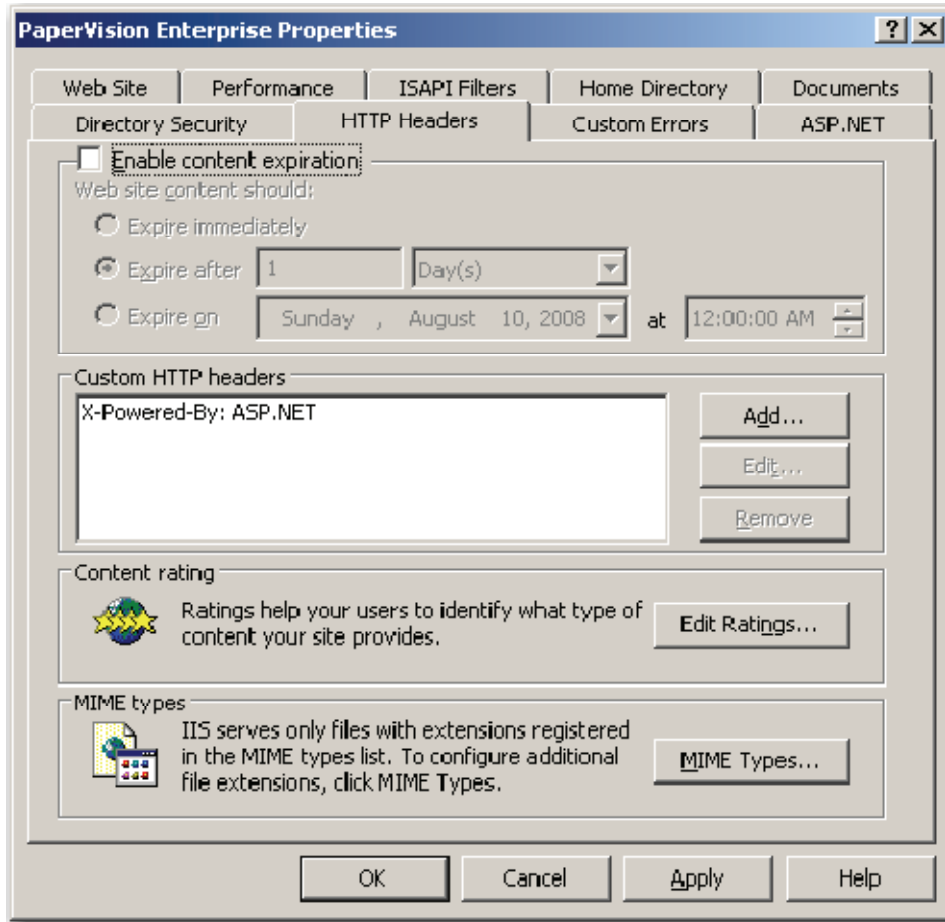 PaperVision Enterprise Properties
Web Site Performance ISAPI Filters Home Directory Documents
Directory Security HTTP Headers Custom Errors ASP.NET
Enable content expiration
Web site content should:
Expire immediately
Expire after 1 Day(s)
Expire on Sunday , August 10, 2008 at 12:00:00 AM
Custom HTTP headers
X-Powered-By: ASP.NET
Add...
Edit...
Remove
Content rating
Ratings help your users to identify what type of
content your site provides.
Edit Ratings...
MIME types
IIS serves only files with extensions registered
in the MIME types list. To configure additional
file extensions, click MIME Types.
MIME Types...
OK Cancel Apply Help